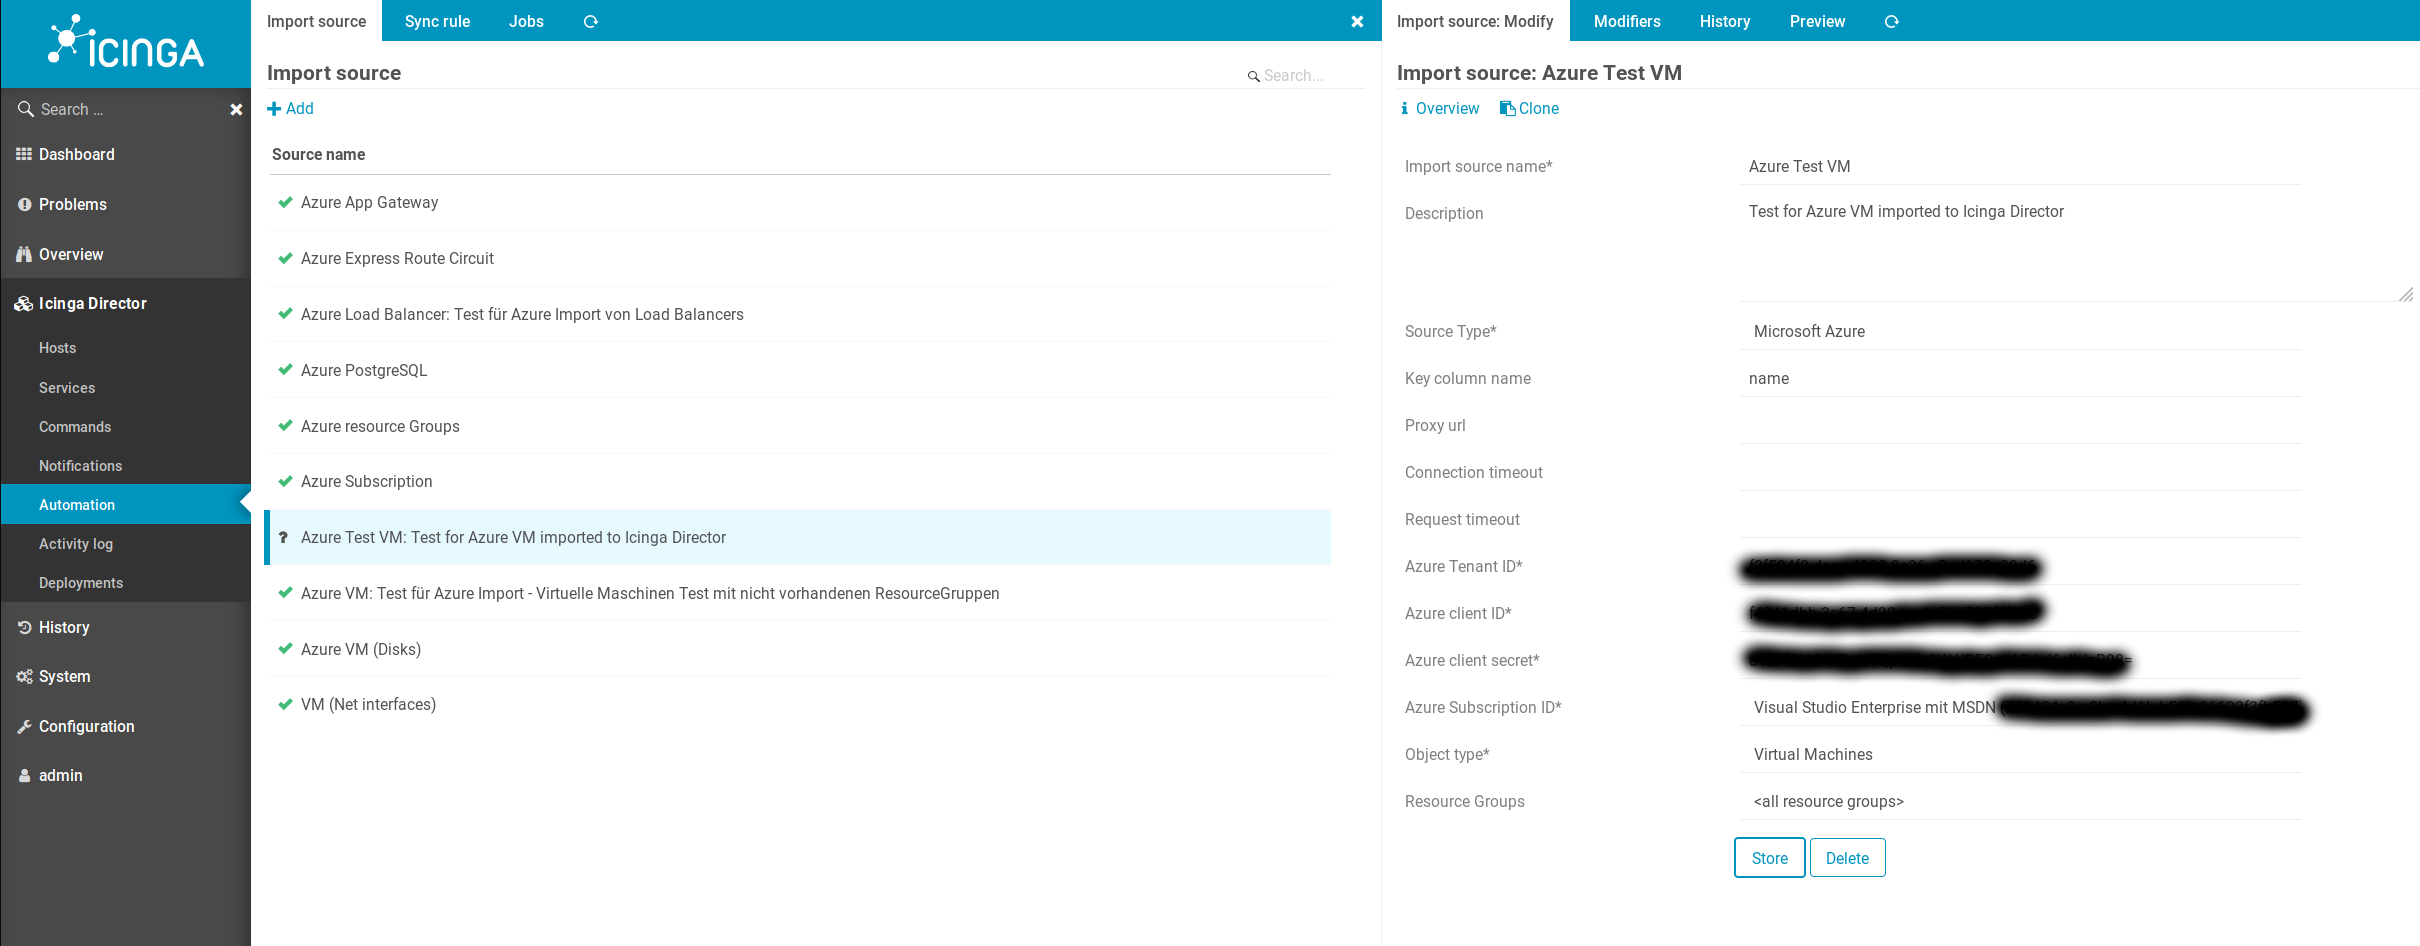 ICINGA
Search ...
Dashboard
Problems
Overview
Icinga Director
Hosts
Services
Commands
Notifications
Automation
Activity log
Deployments
History
System
Configuration
admin
Import source Sync rule Jobs
Import source
Search...
Add
Source name
Azure App Gateway
Azure Express Route Circuit
Azure Load Balancer: Test für Azure Import von Load Balancers
Azure PostgreSQL
Azure resource Groups
Azure Subscription
? Azure Test VM: Test for Azure VM imported to Icinga Director
Azure VM: Test für Azure Import - Virtuelle Maschinen Test mit nicht vorhandenen ResourceGruppen
Azure VM (Disks)
VM (Net interfaces)
Import source: Modify Modifiers History Preview
Import source: Azure Test VM
Overview Clone
Import source name* Azure Test VM
Description Test for Azure VM imported to Icinga Director
Source Type* Microsoft Azure
Key column name name
Proxy url
Connection timeout
Request timeout
Azure Tenant ID*
Azure client ID*
Azure client secret*
Azure Subscription ID* Visual Studio Enterprise mit MSDN
Object type* Virtual Machines
Resource Groups <all resource groups>
Store Delete